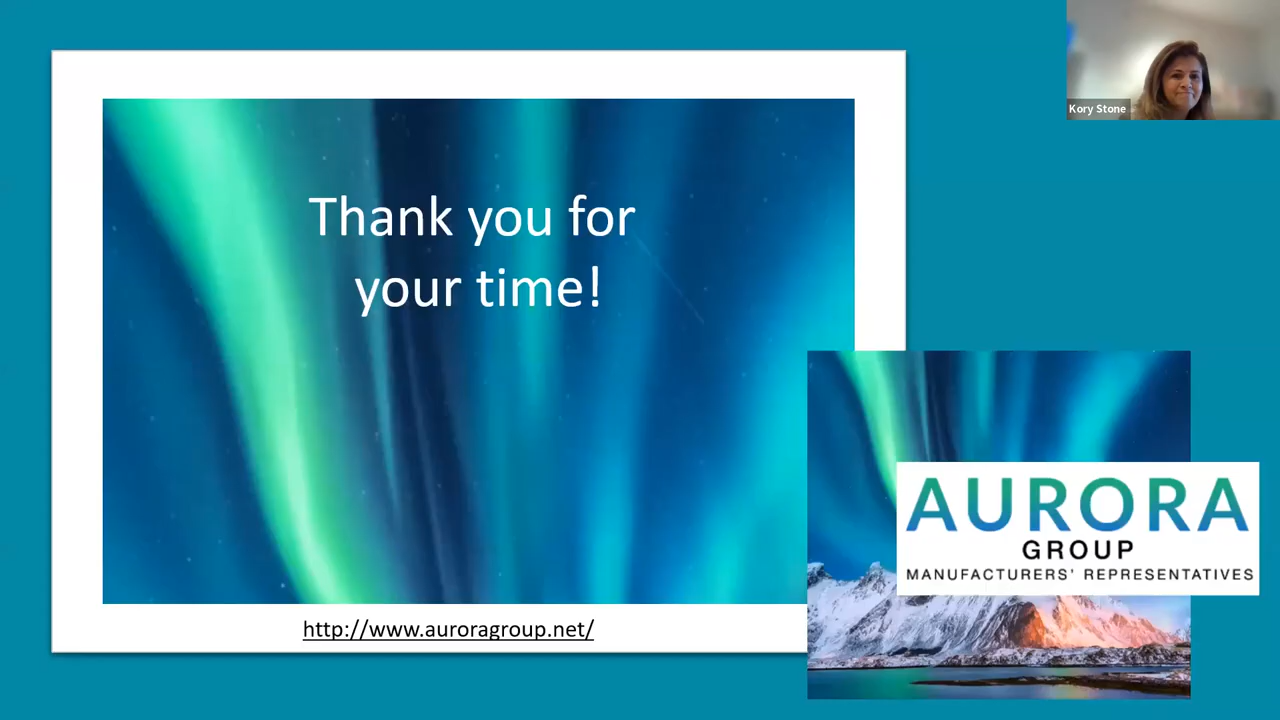 Kory Stone
Thank you for
your time!
AURORA
GROUP
MANUFACTURERS' REPRESENTATIVES
http://www.auroragroup.net/